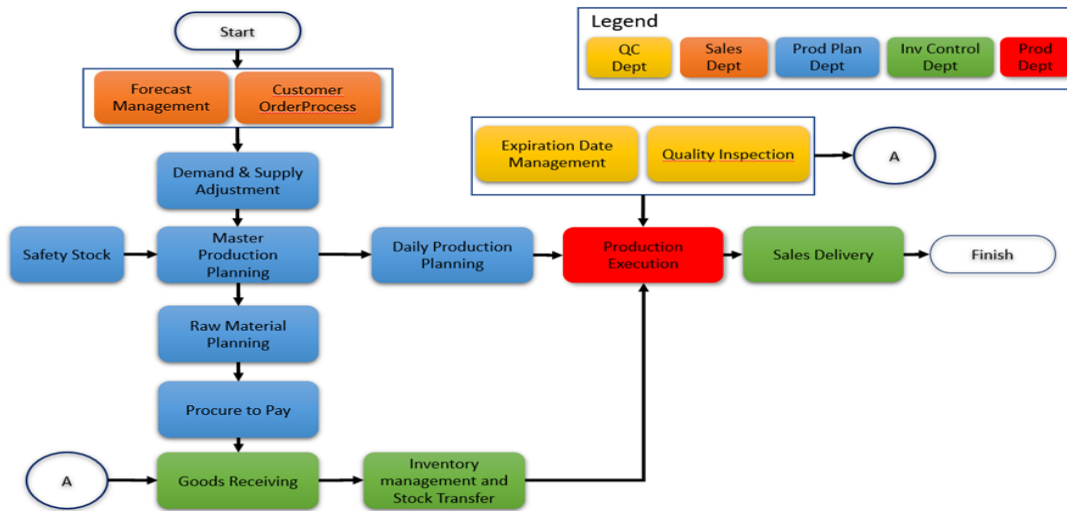 Start
Legend
QC
Dept
Sales
Dept
Prod Plan
Dept
Inv Control
Dept
Prod
Dept
Forecast
Management
Customer
OrderProcess
Expiration Date
Management
Quality Inspection
A
Demand & Supply
Adjustment
Safety Stock
Master
Production
Planning
Daily Production
Planning
Production
Execution
Sales Delivery
Finish
Raw Material
Planning
Procure to Pay
A
Goods Receiving
Inventory
management and
Stock Transfer